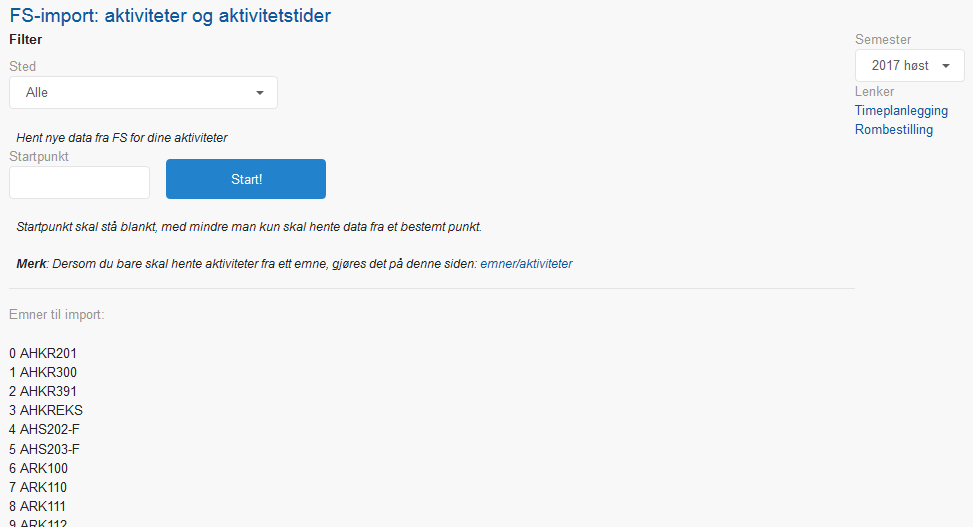 FS-import: aktiviteter og aktivitetstider
Filter
Sted
Alle
Hent nye data fra FS for dine aktiviteter
Startpunkt
Start!
Startpunkt skal stå blankt, med mindre man kun skal hente data fra et bestemt punkt.
Merk: Dersom du bare skal hente aktiviteter fra ett emne, gjøres det på denne siden: emner/aktiviteter
Semester
2017 høst
Lenker
Timeplanlegging
Rombestilling
Emner til import:
0 AHKR201
1 AHKR300
2 AHKR391
3 AHKREKS
4 AHS202-F
5 AHS203-F
6 ARK100
7 ARK110
8 ARK111
9 ARK112